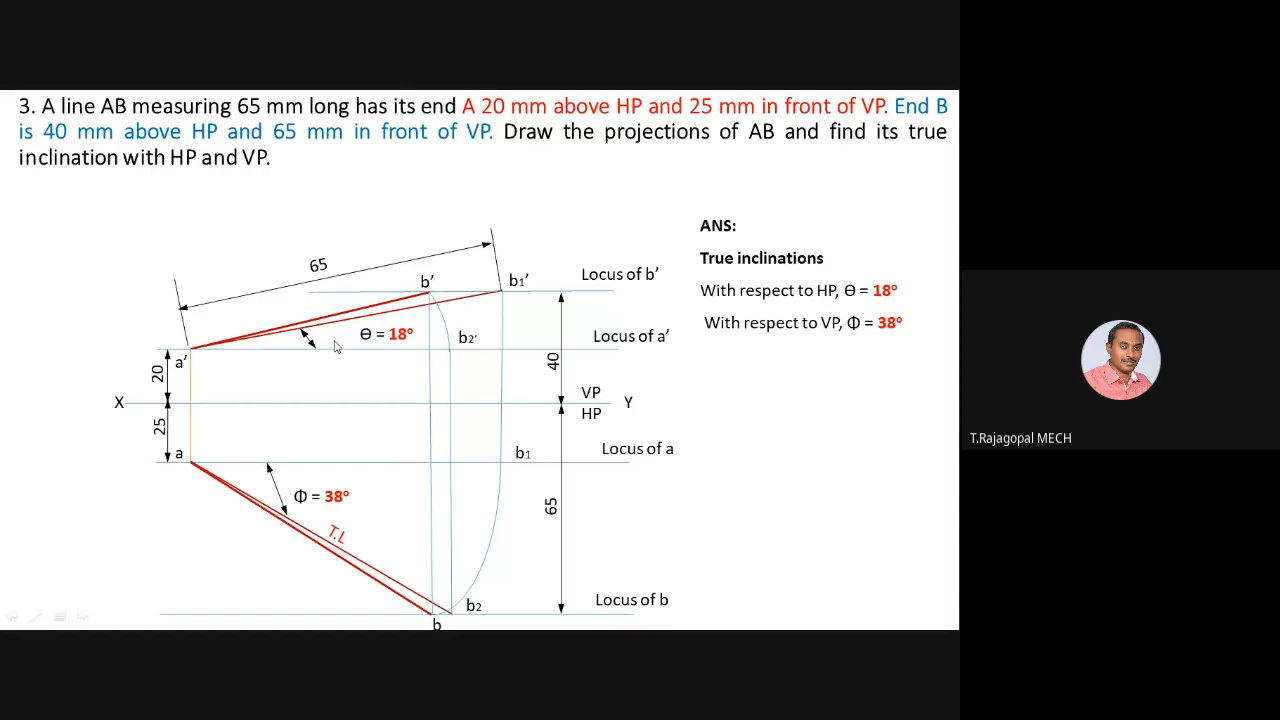 3. A line AB measuring 65 mm long has its end A 20 mm above HP and 25 mm in front of VP. End B
is 40 mm above HP and 65 mm in front of VP. Draw the projections of AB and find its true
inclination with HP and VP.
ANS:
True inclinations
With respect to HP, Ɵ = 18º
With respect to VP, Φ = 38º
65
b’
b1’
Locus of b’
Ɵ = 18º
b2’
Locus of a’
a’
20
40
X
VP
Y
HP
25
a
b1
Locus of a
Φ = 38º
65
T.L
b2
Locus of b
b
T.Rajagopal MECH